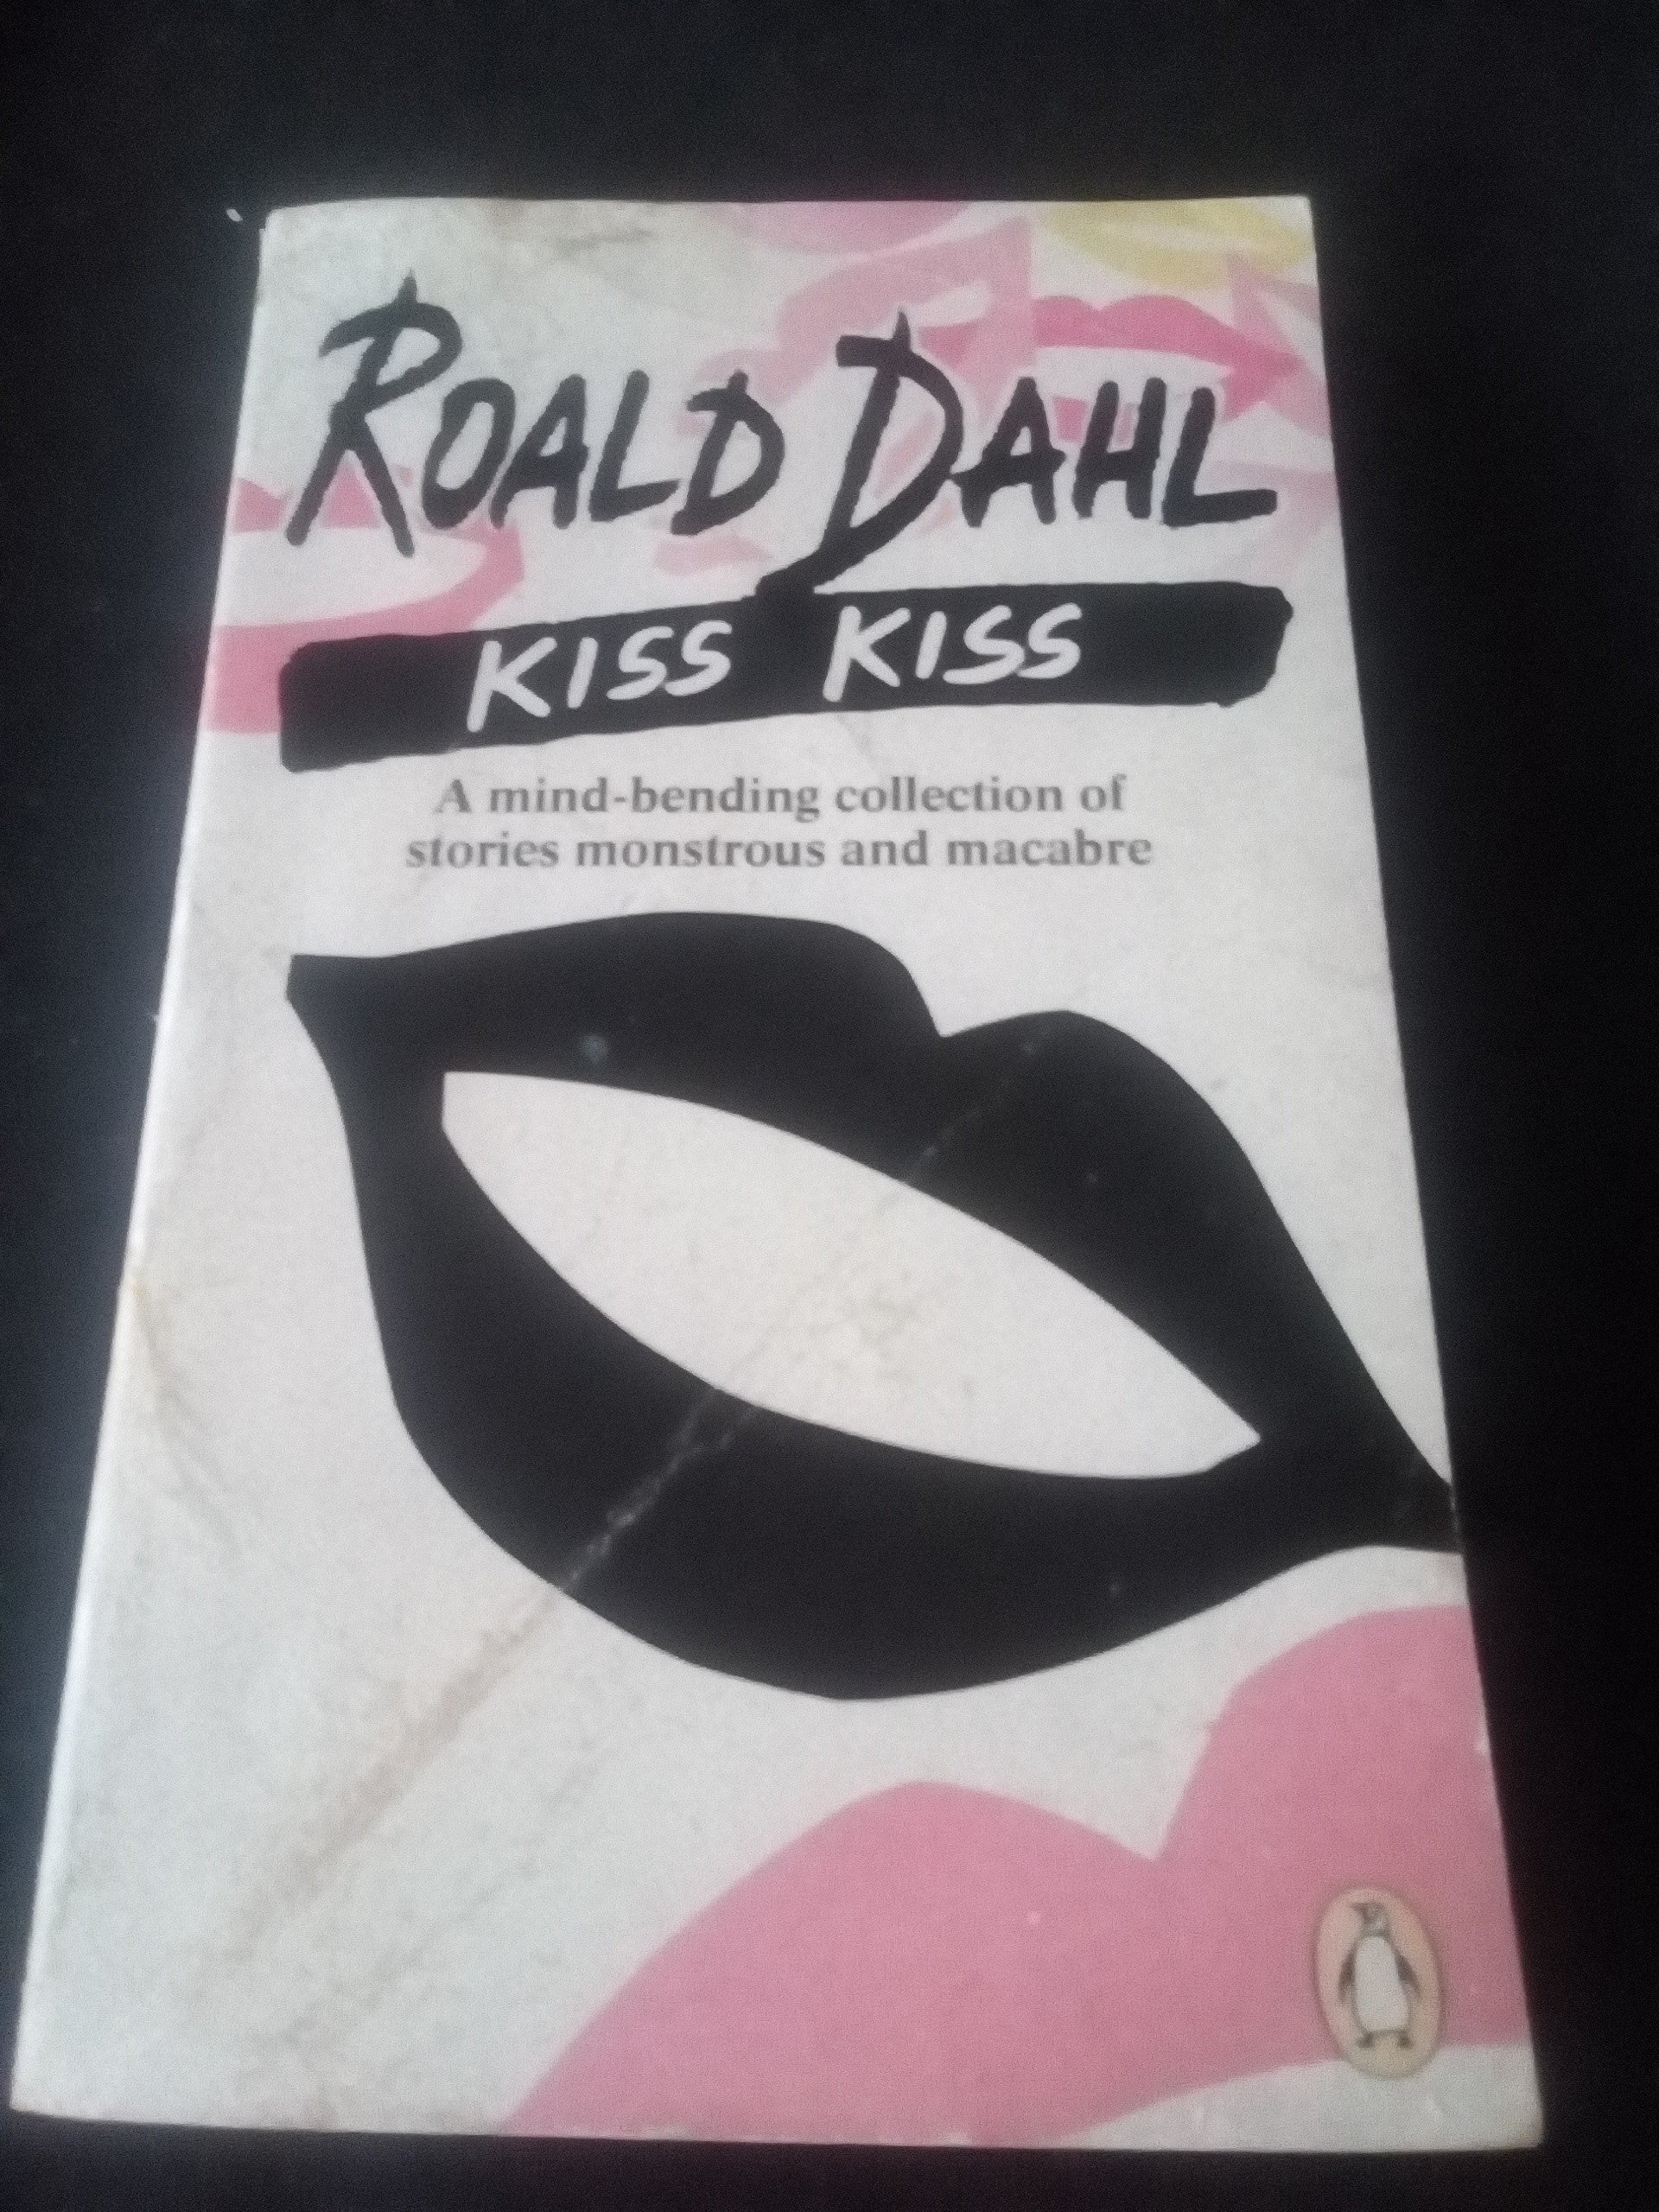 ROALD DAHL
KISS KISS
A mind-bending collection of
stories monstrous and macabre